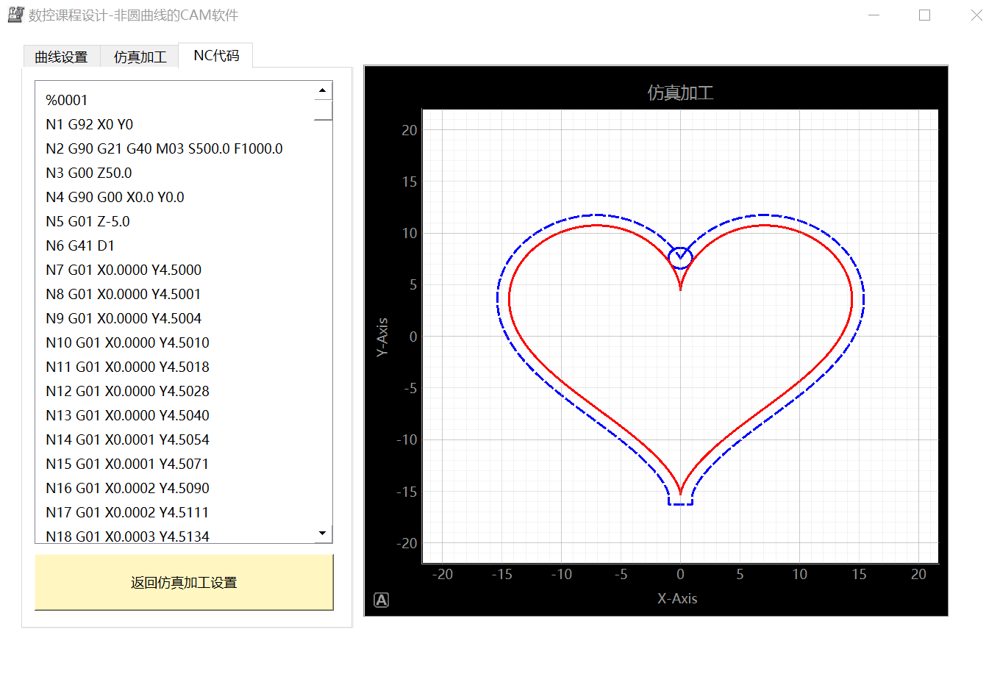 数控课程设计-非圆曲线的CAM软件
曲线设置 仿真加工 NC代码
%0001
N1 G92 X0 Y0
N2 G90 G21 G40 M03 S500.0 F1000.0
N3 G00 Z50.0
N4 G90 G00 X0.0 Y0.0
N5 G01 Z-5.0
N6 G41 D1
N7 G01 X0.0000 Y4.5000
N8 G01 X0.0000 Y4.5001
N9 G01 X0.0000 Y4.5004
N10 G01 X0.0000 Y4.5010
N11 G01 X0.0000 Y4.5018
N12 G01 X0.0000 Y4.5028
N13 G01 X0.0000 Y4.5040
N14 G01 X0.0001 Y4.5054
N15 G01 X0.0001 Y4.5071
N16 G01 X0.0002 Y4.5090
N17 G01 X0.0002 Y4.5111
N18 G01 X0.0003 Y4.5134
返回仿真加工设置
仿真加工
20
15
10
5
0
-5
-10
-15
-20
Y-Axis
-20 -15 -10 -5 0 5 10 15 20
X-Axis
A